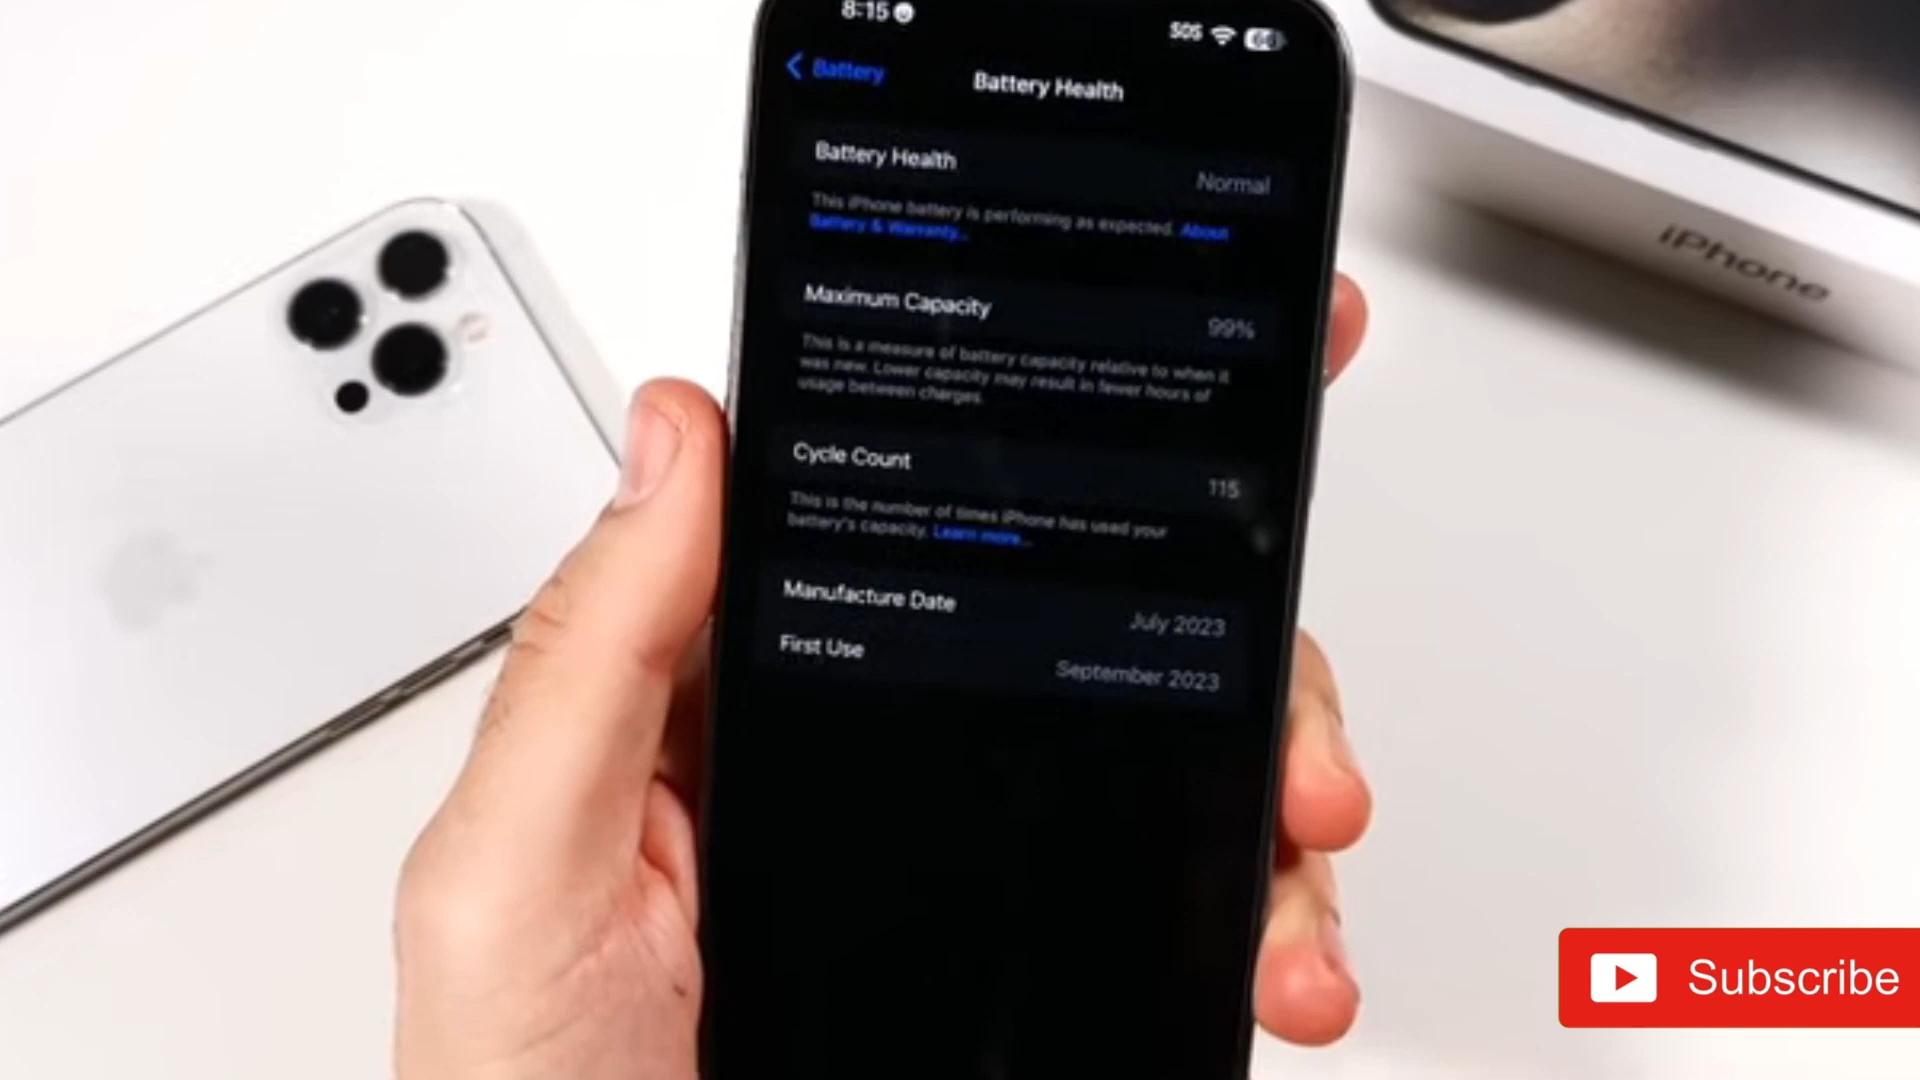 8:15
SOS
Battery
Battery Health
Battery Health
Normal
This iPhone battery is performing as expected. About
Battery & Warranty...
Maximum Capacity
99%
This is a measure of battery capacity relative to when it
was new. Lower capacity may result in fewer hours of
usage between charges.
Cycle Count
115
This is the number of times iPhone has used your
battery's capacity. Learn more...
Manufacture Date
July 2023
First Use
September 2023
iPhone
Subscribe